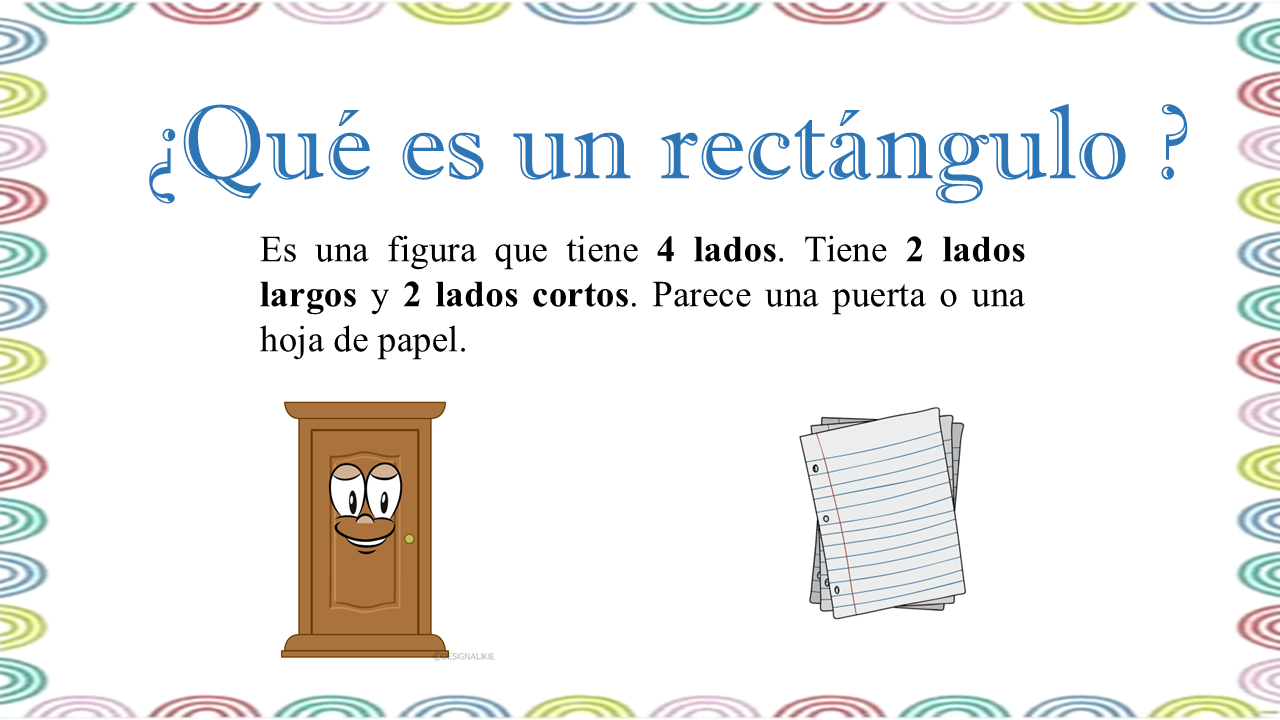 ¿Qué es un rectángulo ?
Es una figura que tiene 4 lados. Tiene 2 lados
largos y 2 lados cortos. Parece una puerta o una
hoja de papel.
©DESIGNALIKIE